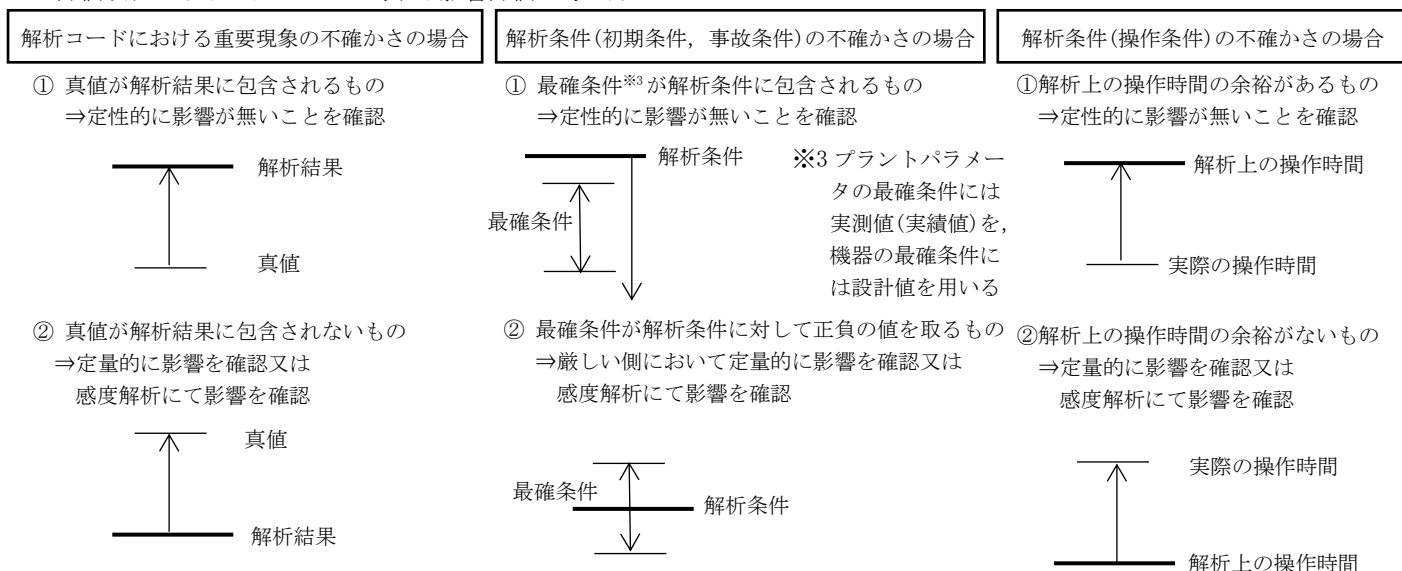 解析コードにおける重要現象の不確かさの場合
① 真値が解析結果に包含されるもの
⇒定性的に影響が無いことを確認
解析結果
真値
② 真値が解析結果に包含されないもの
⇒定量的に影響を確認又は
感度解析にて影響を確認
真値
解析結果
解析条件(初期条件，事故条件)の不確かさの場合
① 最確条件※3が解析条件に包含されるもの
⇒定性的に影響が無いことを確認
解析条件
最確条件
※3 プラントパラメー
タの最確条件には
実測値(実績値)を，
機器の最確条件に
は設計値を用いる
② 最確条件が解析条件に対して正負の値を取るもの
⇒厳しい側において定量的に影響を確認又は
感度解析にて影響を確認
最確条件
解析条件
解析条件(操作条件)の不確かさの場合
①解析上の操作時間の余裕があるもの
⇒定性的に影響が無いことを確認
解析上の操作時間
実際の操作時間
②解析上の操作時間の余裕がないもの
⇒定量的に影響を確認又は
感度解析にて影響を確認
実際の操作時間
解析上の操作時間